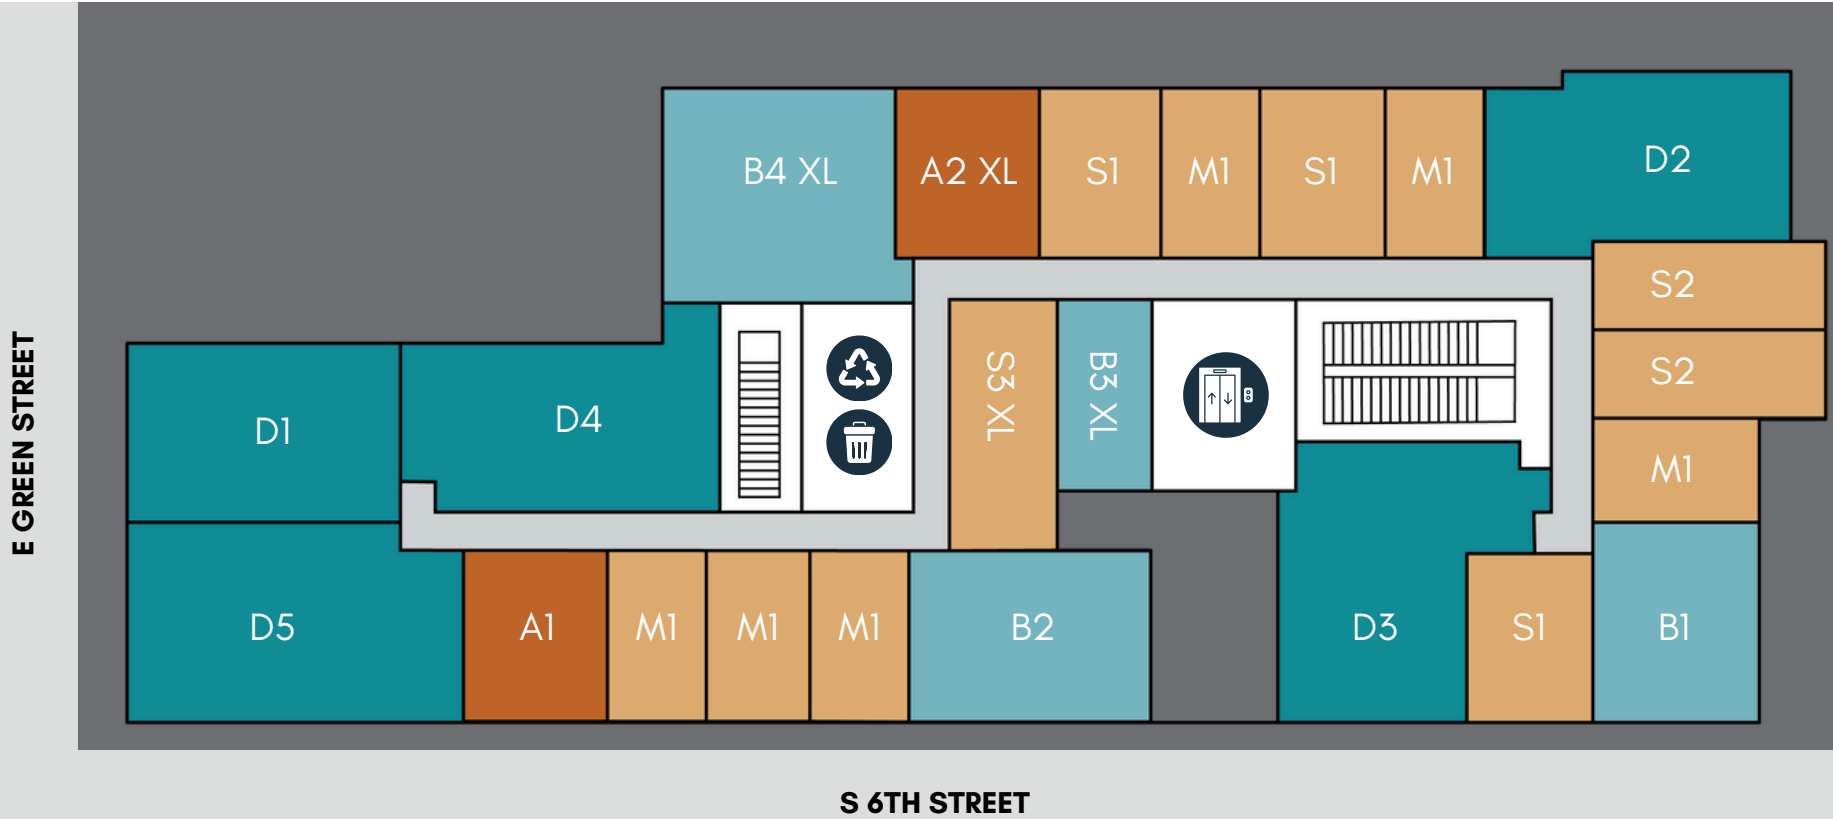 B4 XL
A2 XL
S1
M1
S1
M1
D2
S2
S2
M1
B1
E GREEN STREET
D1
D4
S3 XL
B3 XL
D5
A1
M1
M1
M1
B2
D3
S1
S 6TH STREET